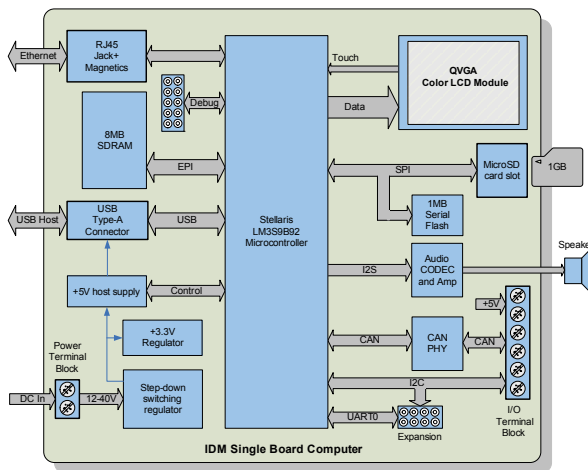 Ethernet
RJ45
Jack+
Magnetics
Debug
8MB
SDRAM
EPI
USB Host
USB
Type-A
Connector
USB
+5V host supply
Control
+3.3V
Regulator
Power
Terminal
Block
DC In
12-40V
Step-down
switching
regulator
Stellaris
LM3S9B92
Microcontroller
Touch
Data
QVGA
Color LCD Module
SPI
MicroSD
card slot
1GB
1MB
Serial
Flash
I2S
Audio
CODEC
and Amp
Speake
+5V
CAN
CAN
PHY
CAN
I2C
UART0
Expansion
I/O
Terminal
Block
IDM Single Board Computer